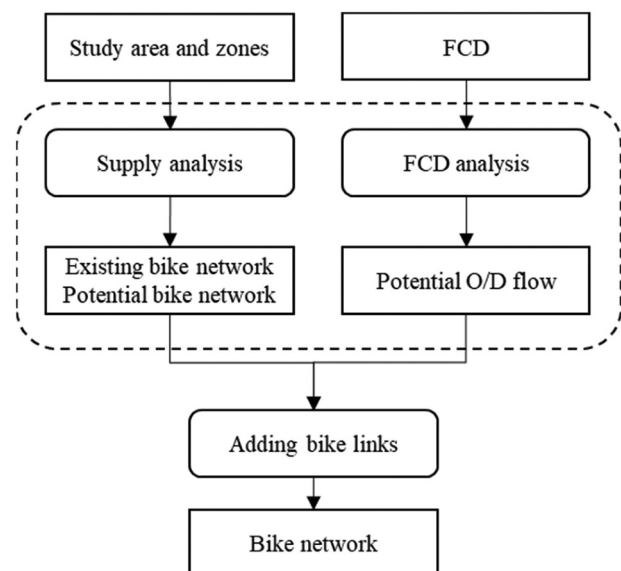 Study area and zones
FCD
Supply analysis
FCD analysis
Existing bike network
Potential bike network
Potential O/D flow
Adding bike links
Bike network